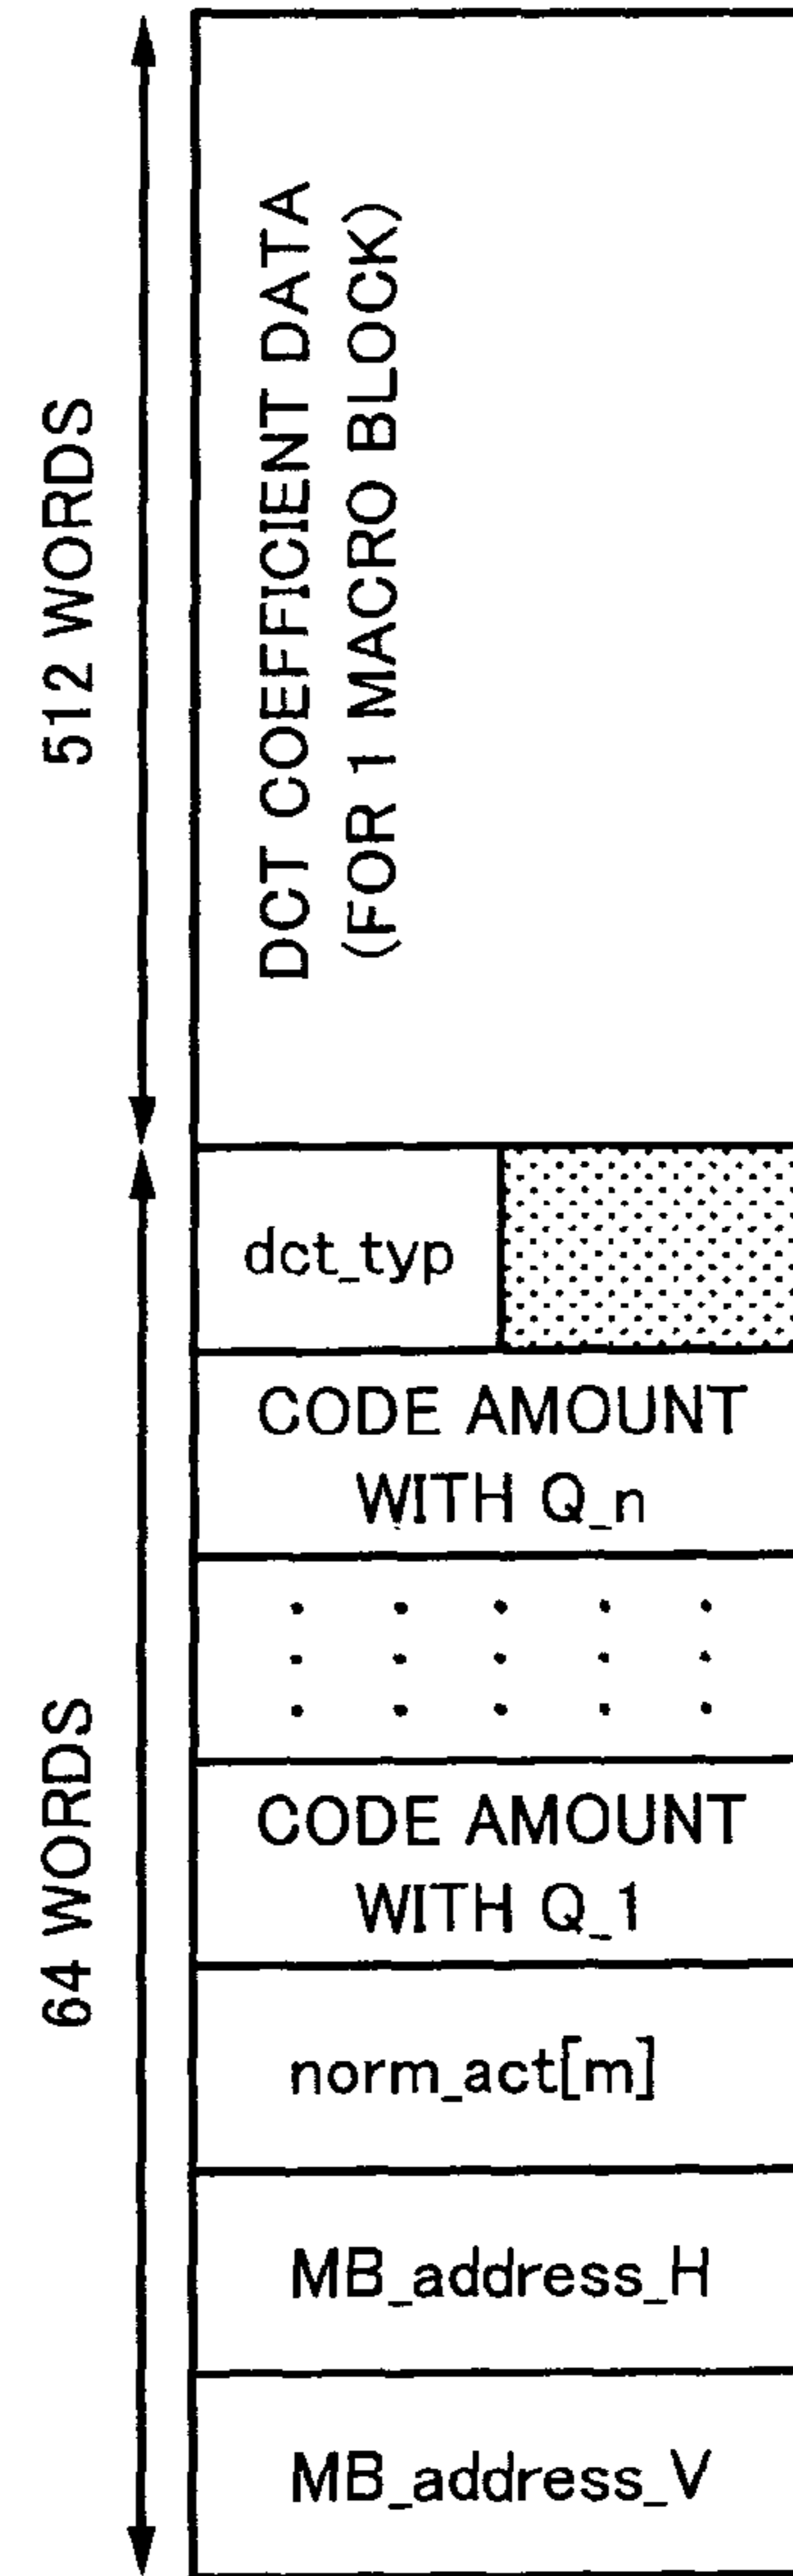 512 WORDS
DCT COEFFICIENT DATA
(FOR 1 MACRO BLOCK)
64 WORDS
dct_typ
CODE AMOUNT
WITH Q_n
CODE AMOUNT
WITH Q_1
norm_act[m]
MB_address_H
MB_address_V